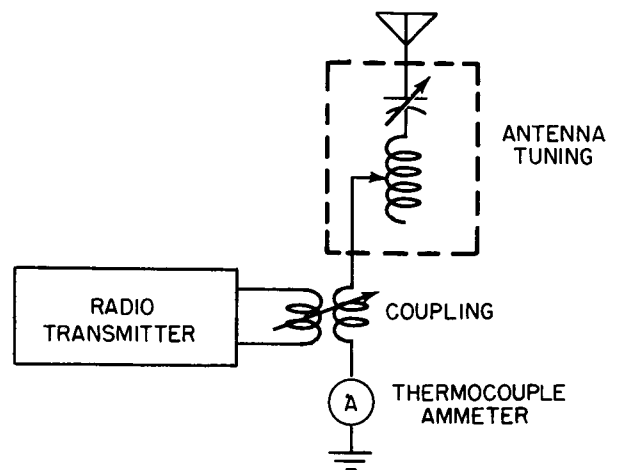 ANTENNA
TUNING
RADIO
TRANSMITTER
COUPLING
A
THERMOCOUPLE
AMMETER